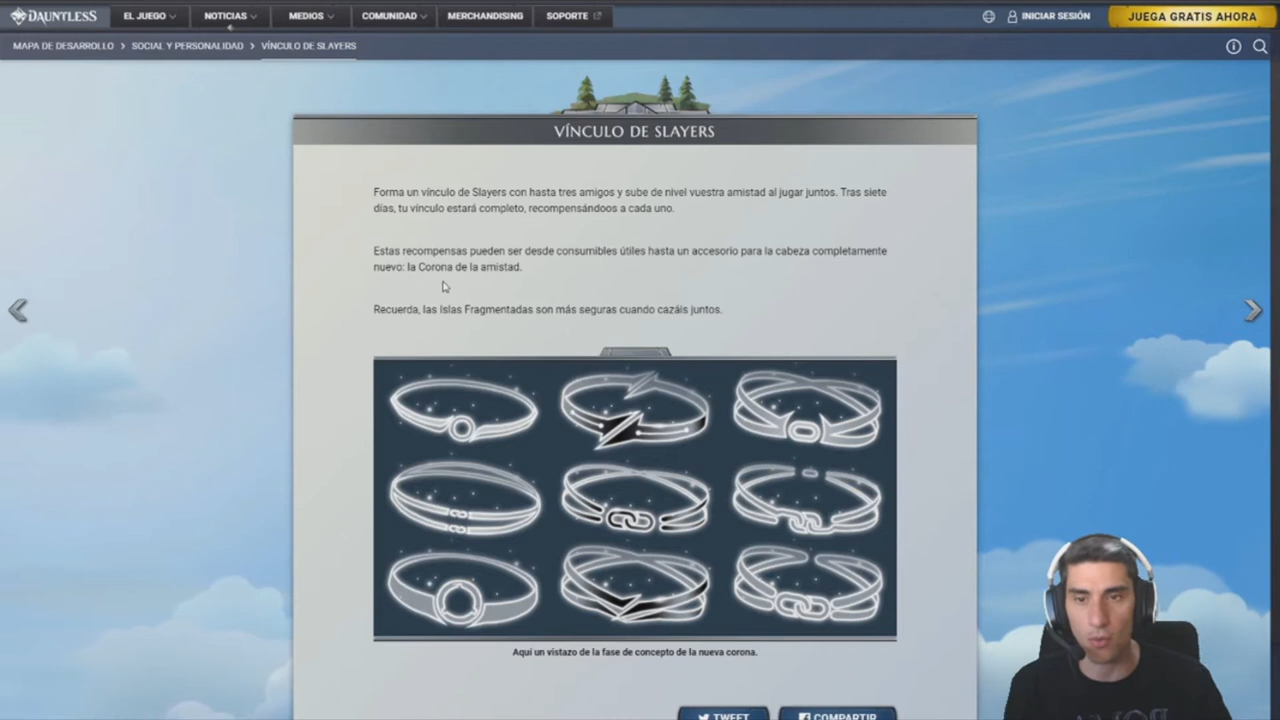 DAUNTLESS
EL JUEGO
NOTICIAS
MEDIOS
COMUNIDAD
MERCHANDISING
SOPORTE
INICIAR SESIÓN
JUEGA GRATIS AHORA
MAPA DE DESARROLLO > SOCIAL Y PERSONALIDAD > VÍNCULO DE SLAYERS
VÍNCULO DE SLAYERS
Forma un vínculo de Slayers con hasta tres amigos y sube de nivel vuestra amistad al jugar juntos. Tras siete
días, tu vínculo estará completo, recompensándoos a cada uno.
Estas recompensas pueden ser desde consumibles útiles hasta un accesorio para la cabeza completamente
nuevo: la Corona de la amistad.
Recuerda, las Islas Fragmentadas son más seguras cuando cazáis juntos.
Aquí un vistazo de la fase de concepto de la nueva corona.
TWEET
COMPARTIR